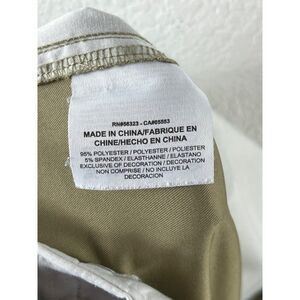 RN#56323 - CA#05553
MADE IN CHINA/FABRIQUE EN
CHINE/HECHO EN CHINA
95% POLYESTER / POLYESTER / POLIESTER
5% SPANDEX / ELASTHANNE / ELASTANO
EXCLUSIVE OF DECORATION / DECORATION
NON COMPRISE / NO INCLUYE LA
DECORACION